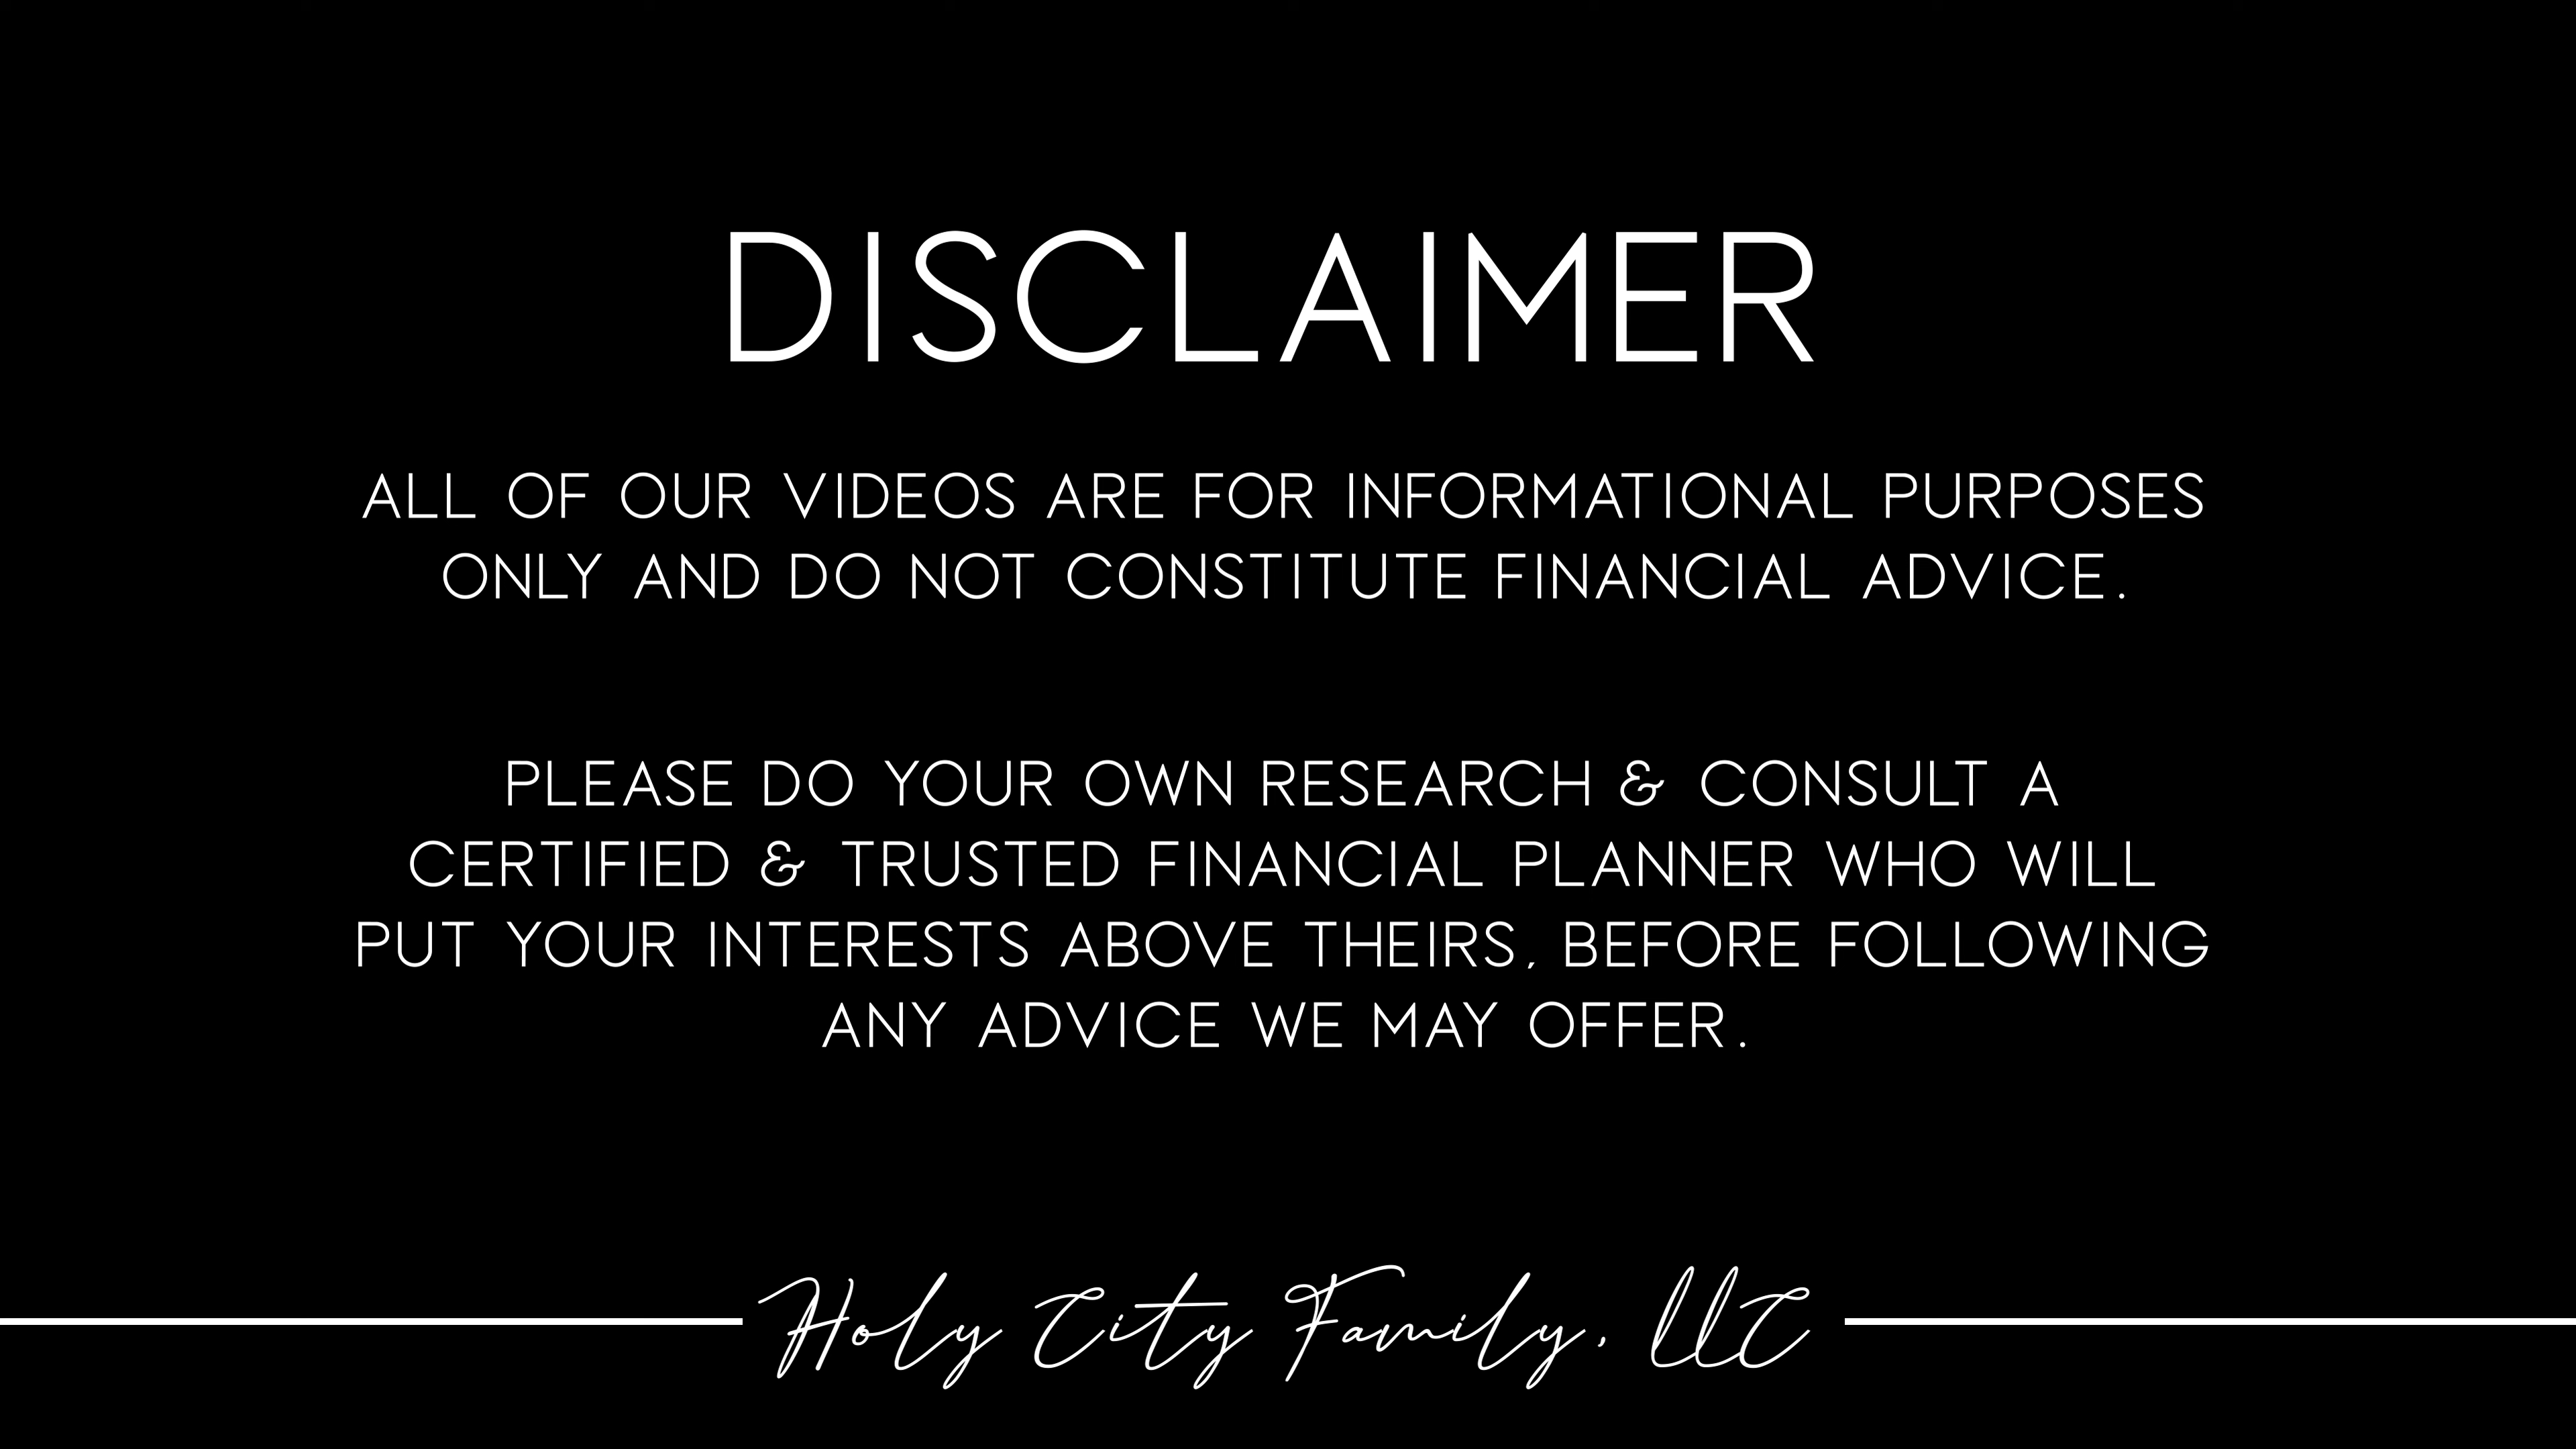 DISCLAIMER
ALL OF OUR VIDEOS ARE FOR INFORMATIONAL PURPOSES
ONLY AND DO NOT CONSTITUTE FINANCIAL ADVICE.
PLEASE DO YOUR OWN RESEARCH & CONSULT A
CERTIFIED & TRUSTED FINANCIAL PLANNER WHO WILL
PUT YOUR INTERESTS ABOVE THEIRS, BEFORE FOLLOWING
ANY ADVICE WE MAY OFFER.
Holy City Family, LLC